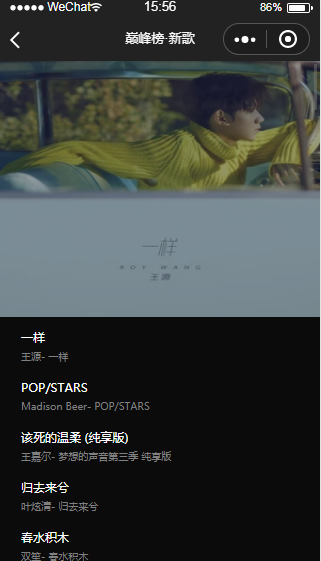 WeChat 15:56 86%
巅峰榜·新歌
一样
ROY WANG
王源
一样
王源- 一样
POP/STARS
Madison Beer- POP/STARS
该死的温柔 (纯享版)
王嘉尔- 梦想的声音第三季 纯享版
归去来兮
叶炫清- 归去来兮
春水积木
双笙- 春水积木